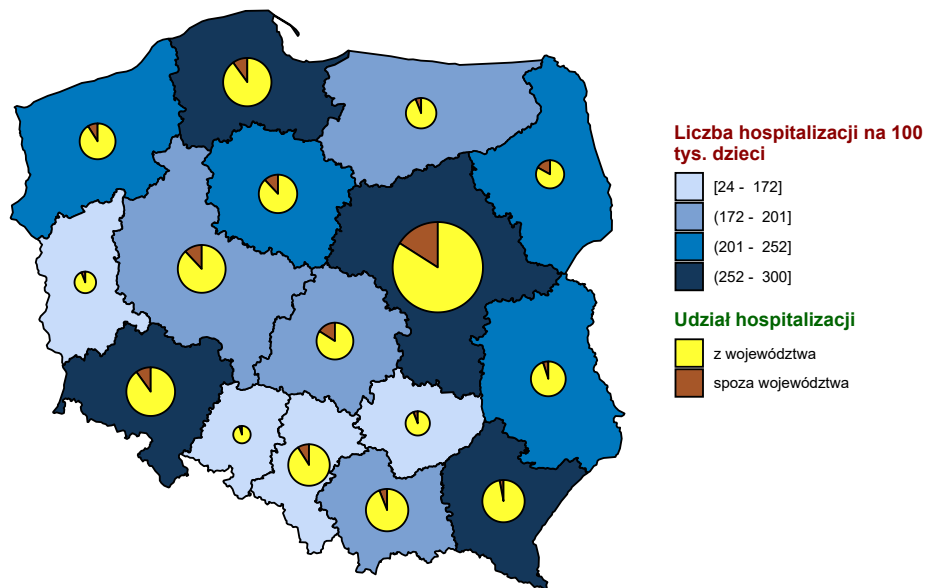 Liczba hospitalizacji na 100
tys. dzieci
[24 - 172]
(172 - 201]
(201 - 252]
(252 - 300]
Udział hospitalizacji
z województwa
spoza województwa